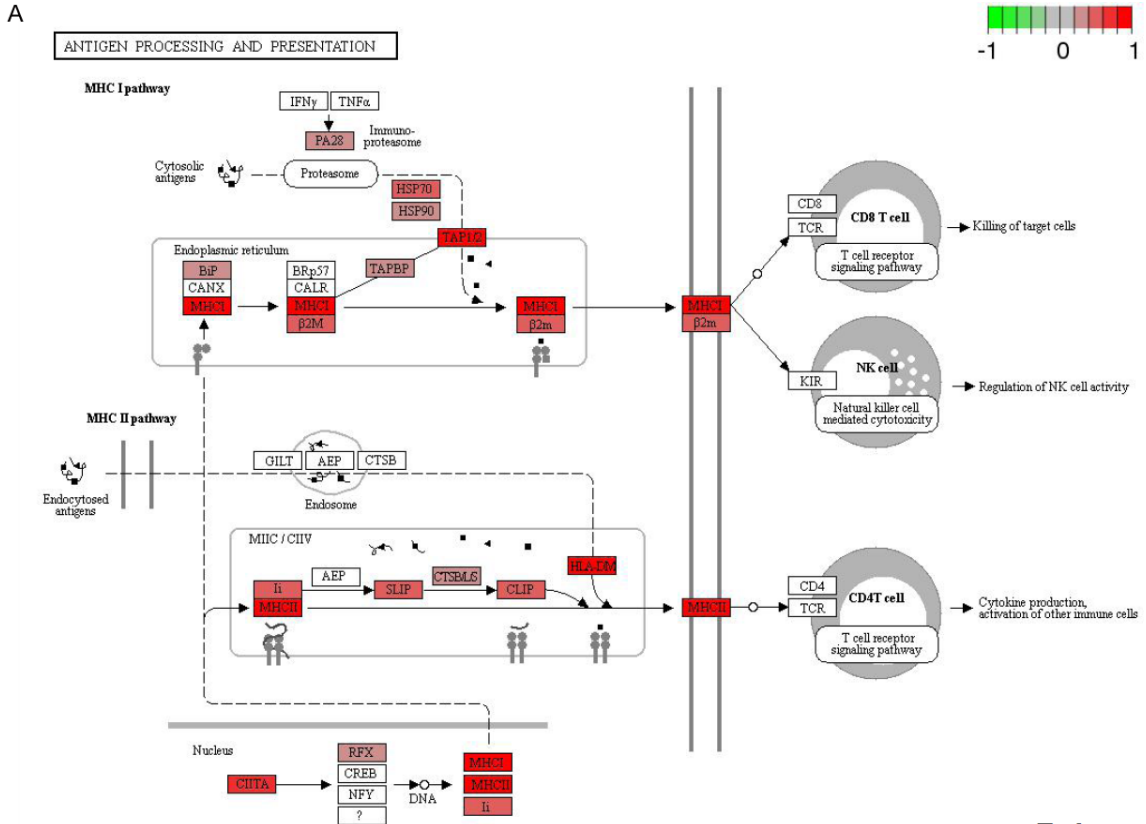 A
-1 0 1
ANTIGEN PROCESSING AND PRESENTATION
MHC I pathway
IFNγ TNFα
PA28
Immuno-
proteasome
Cytosolic
antigens
Proteasome
HSP70
HSP90
TAP1/2
Endoplasmic reticulum
BiP
CANX
MHCI
BRp57
CALR
MHCI
β2M
TAPBP
MHCI
β2m
MHCI
β2m
CD8
TCR
CD8 T cell
T cell receptor
signaling pathway
Killing of target cells
KIR
NK cell
Natural killer cell
mediated cytotoxicity
Regulation of NK cell activity
MHC II pathway
Endocytosed
antigens
GILT AEP CTSB
Endosome
MIIC / CIIV
Ii
MHCII
AEP
SLIP
CTSB/L/S
CLIP
HLA-DM
MHCII
CD4
TCR
CD4T cell
T cell receptor
signaling pathway
Cytokine production,
activation of other immune cells
Nucleus
CIITA
RFX
CREB
NFY
?
DNA
MHCI
MHCII
Ii